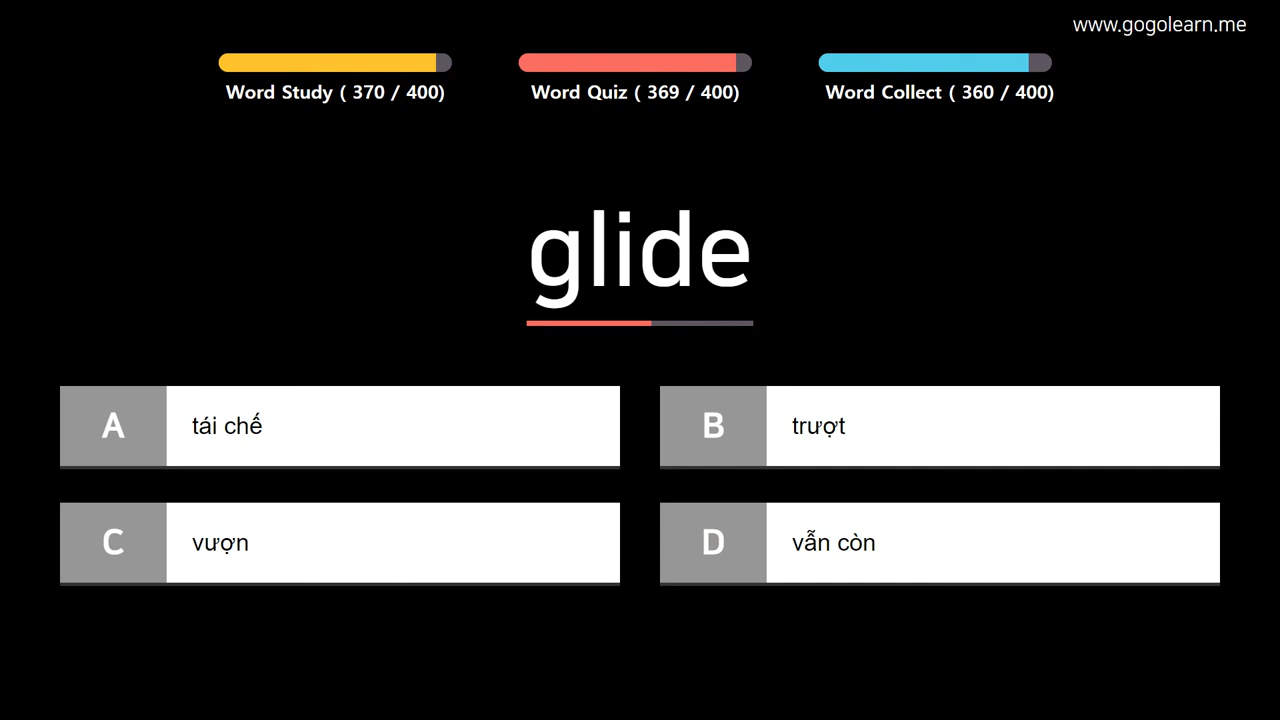 www.gogolearn.me
Word Study ( 370 / 400)
Word Quiz ( 369 / 400)
Word Collect ( 360 / 400)
glide
A
tái chế
B
trượt
C
vượn
D
vẫn còn